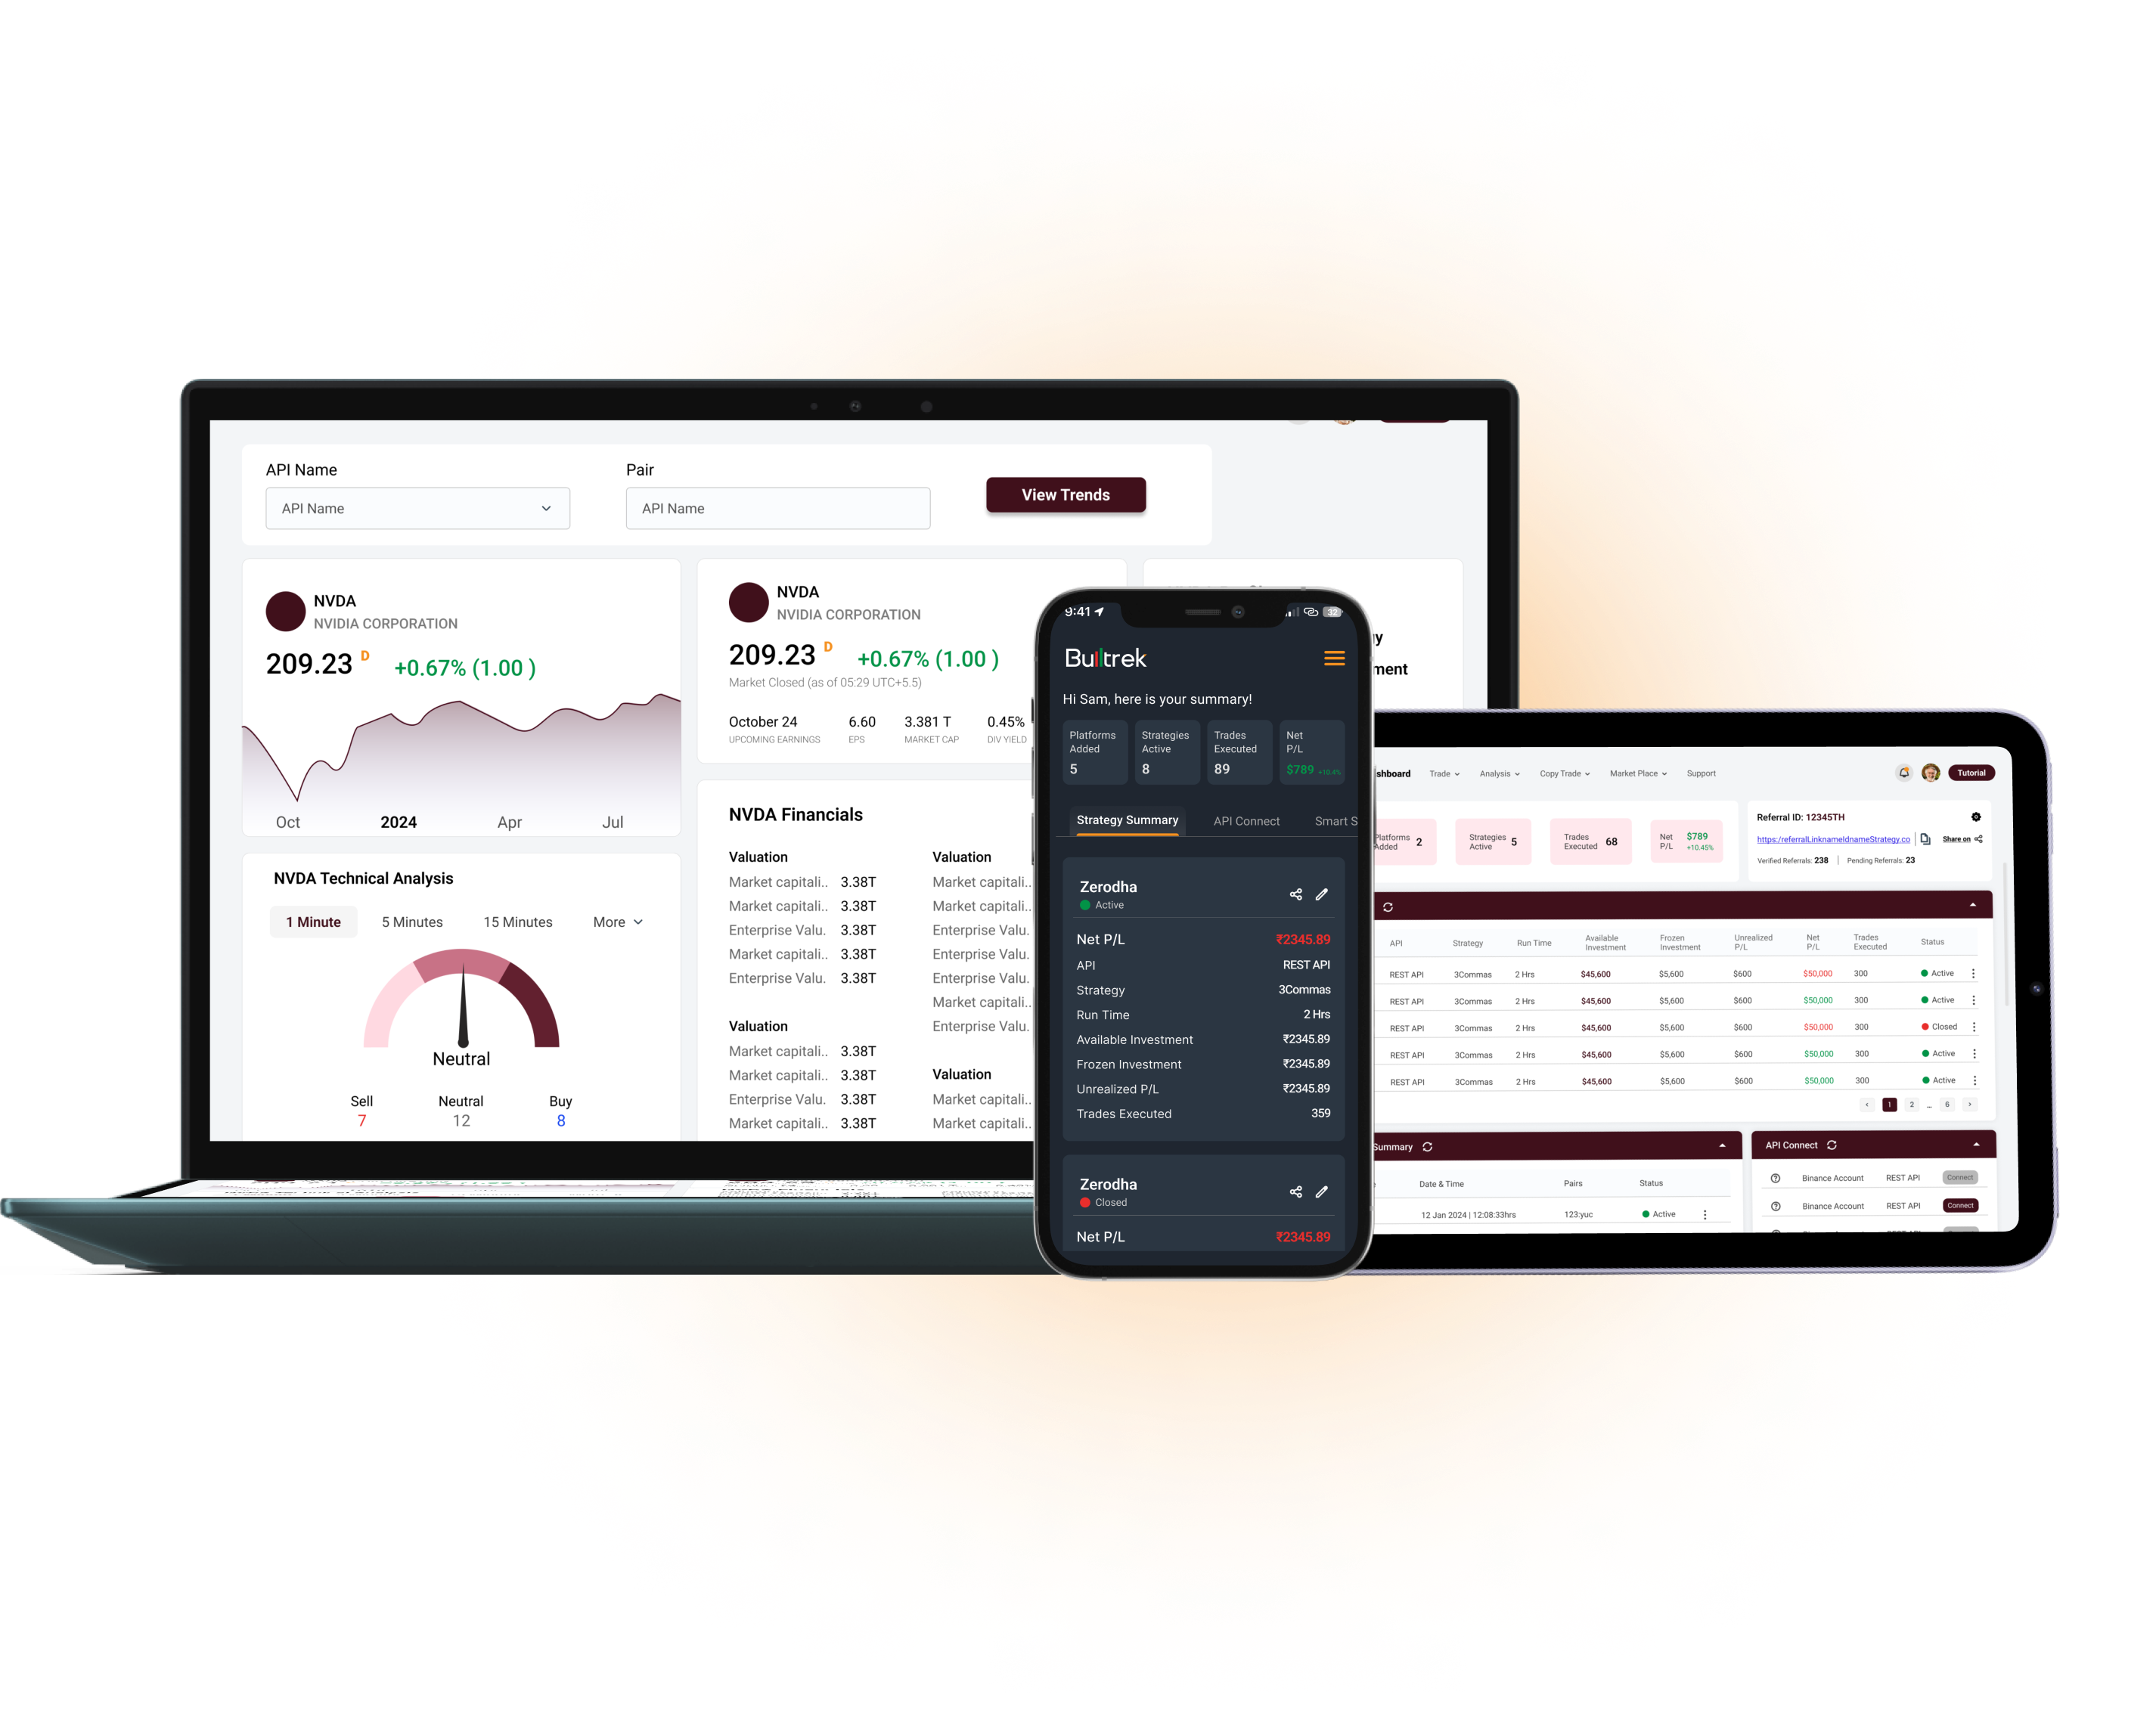 API Name
Pair
API Name
API Name
View Trends
NVDA
NVIDIA CORPORATION
209.23 D +0.67% (1.00 )
Oct 2024 Apr Jul
NVDA Technical Analysis
1 Minute 5 Minutes 15 Minutes More
Neutral
Sell Neutral Buy
7 12 8
NVDA
NVIDIA CORPORATION
209.23 D +0.67% (1.00 )
Market Closed (as of 05:29 UTC+5.5)
October 24 6.60 3.381 T 0.45%
UPCOMING EARNINGS EPS MARKET CAP DIV YIELD
NVDA Financials
Valuation
Market capitali.. 3.38T
Market capitali.. 3.38T
Enterprise Valu. 3.38T
Market capitali.. 3.38T
Enterprise Valu. 3.38T
Valuation
Market capitali.. 3.38T
Market capitali.. 3.38T
Enterprise Valu. 3.38T
Market capitali.. 3.38T
Valuation
Market capitali..
Market capitali..
Enterprise Valu.
Market capitali..
Enterprise Valu.
Market capitali..
Enterprise Valu.
Valuation
Market capitali..
Enterprise Valu.
Market capitali..
9:41 32
Bulltrek
Hi Sam, here is your summary!
Platforms Added 5
Strategies Active 8
Trades Executed 89
Net P/L $789 +10.4%
Strategy Summary API Connect Smart S
Zerodha
Active
Net P/L ₹2345.89
API REST API
Strategy 3Commas
Run Time 2 Hrs
Available Investment ₹2345.89
Frozen Investment ₹2345.89
Unrealized P/L ₹2345.89
Trades Executed 359
Zerodha
Closed
Net P/L ₹2345.89
shboard Trade Analysis Copy Trade Market Place Support Tutorial
Platforms Added 2
Strategies Active 5
Trades Executed 68
Net P/L $789 +10.45%
Referral ID: 12345TH
https:/referralLinknameIdnameStrategy.co Share on
Verified Referrals: 238 Pending Referrals: 23
API Strategy Run Time Available Investment Frozen Investment Unrealized P/L Net P/L Trades Executed Status
REST API 3Commas 2 Hrs $45,600 $5,600 $600 $50,000 300 Active
REST API 3Commas 2 Hrs $45,600 $5,600 $600 $50,000 300 Active
REST API 3Commas 2 Hrs $45,600 $5,600 $600 $50,000 300 Closed
REST API 3Commas 2 Hrs $45,600 $5,600 $600 $50,000 300 Active
REST API 3Commas 2 Hrs $45,600 $5,600 $600 $50,000 300 Active
< 1 2 ... 6 >
Summary
Date & Time Pairs Status
12 Jan 2024 | 12:08:33hrs 123:yuc Active
API Connect
Binance Account REST API Connect
Binance Account REST API Connect